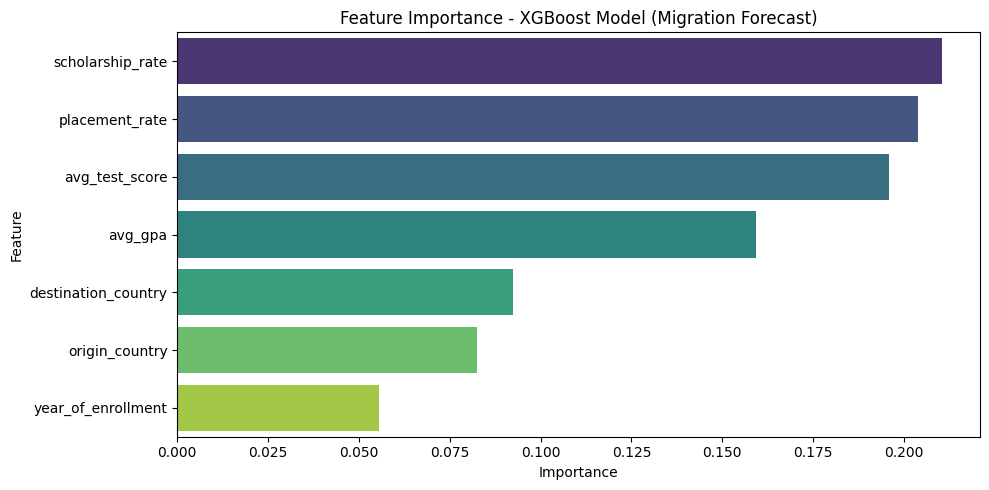 Feature Importance - XGBoost Model (Migration Forecast)
scholarship_rate
placement_rate
avg_test_score
avg_gpa
destination_country
origin_country
year_of_enrollment
Feature
0.000 0.025 0.050 0.075 0.100 0.125 0.150 0.175 0.200
Importance